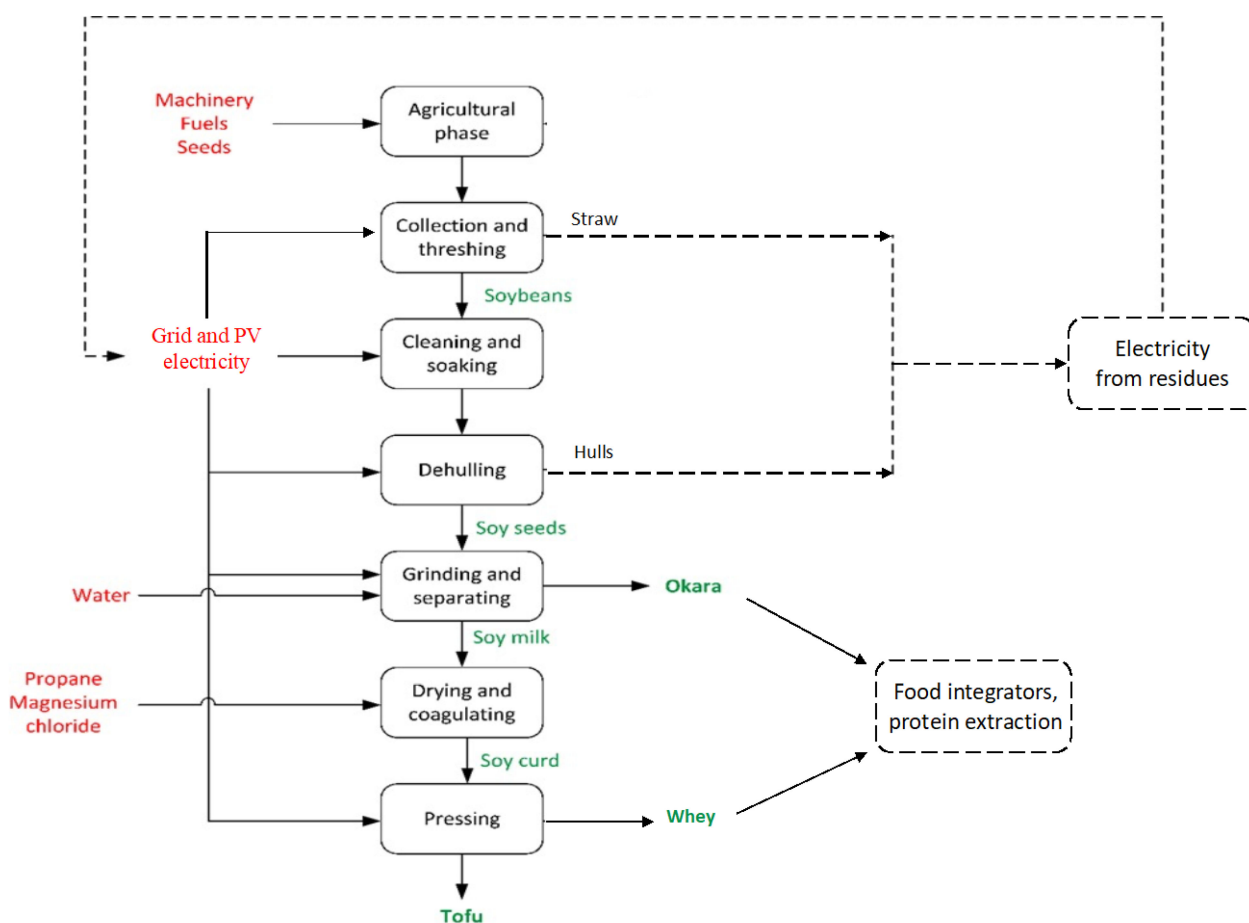 Machinery
Fuels
Seeds
Agricultural
phase
Collection and
threshing
Straw
Soybeans
Grid and PV
electricity
Cleaning and
soaking
Electricity
from residues
Dehulling
Hulls
Soy seeds
Water
Grinding and
separating
Okara
Soy milk
Propane
Magnesium
chloride
Drying and
coagulating
Food integrators,
protein extraction
Soy curd
Pressing
Whey
Tofu